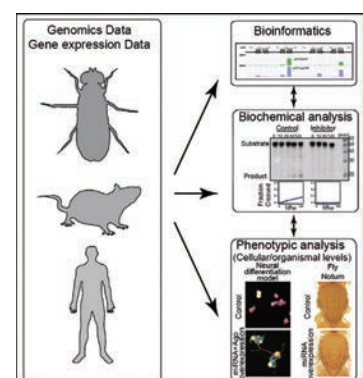 Genomics Data
Gene expression Data
Bioinformatics
Biochemical analysis
Control
Inhibitor
Substrate
Product
Fraction
Cleaved
Phenotypic analysis
(Cellular/organismal levels)
Neural
differentiation
model
Fly
Notum
Control
Control
miRNA+Ago
overexpression
miRNA
overexpression